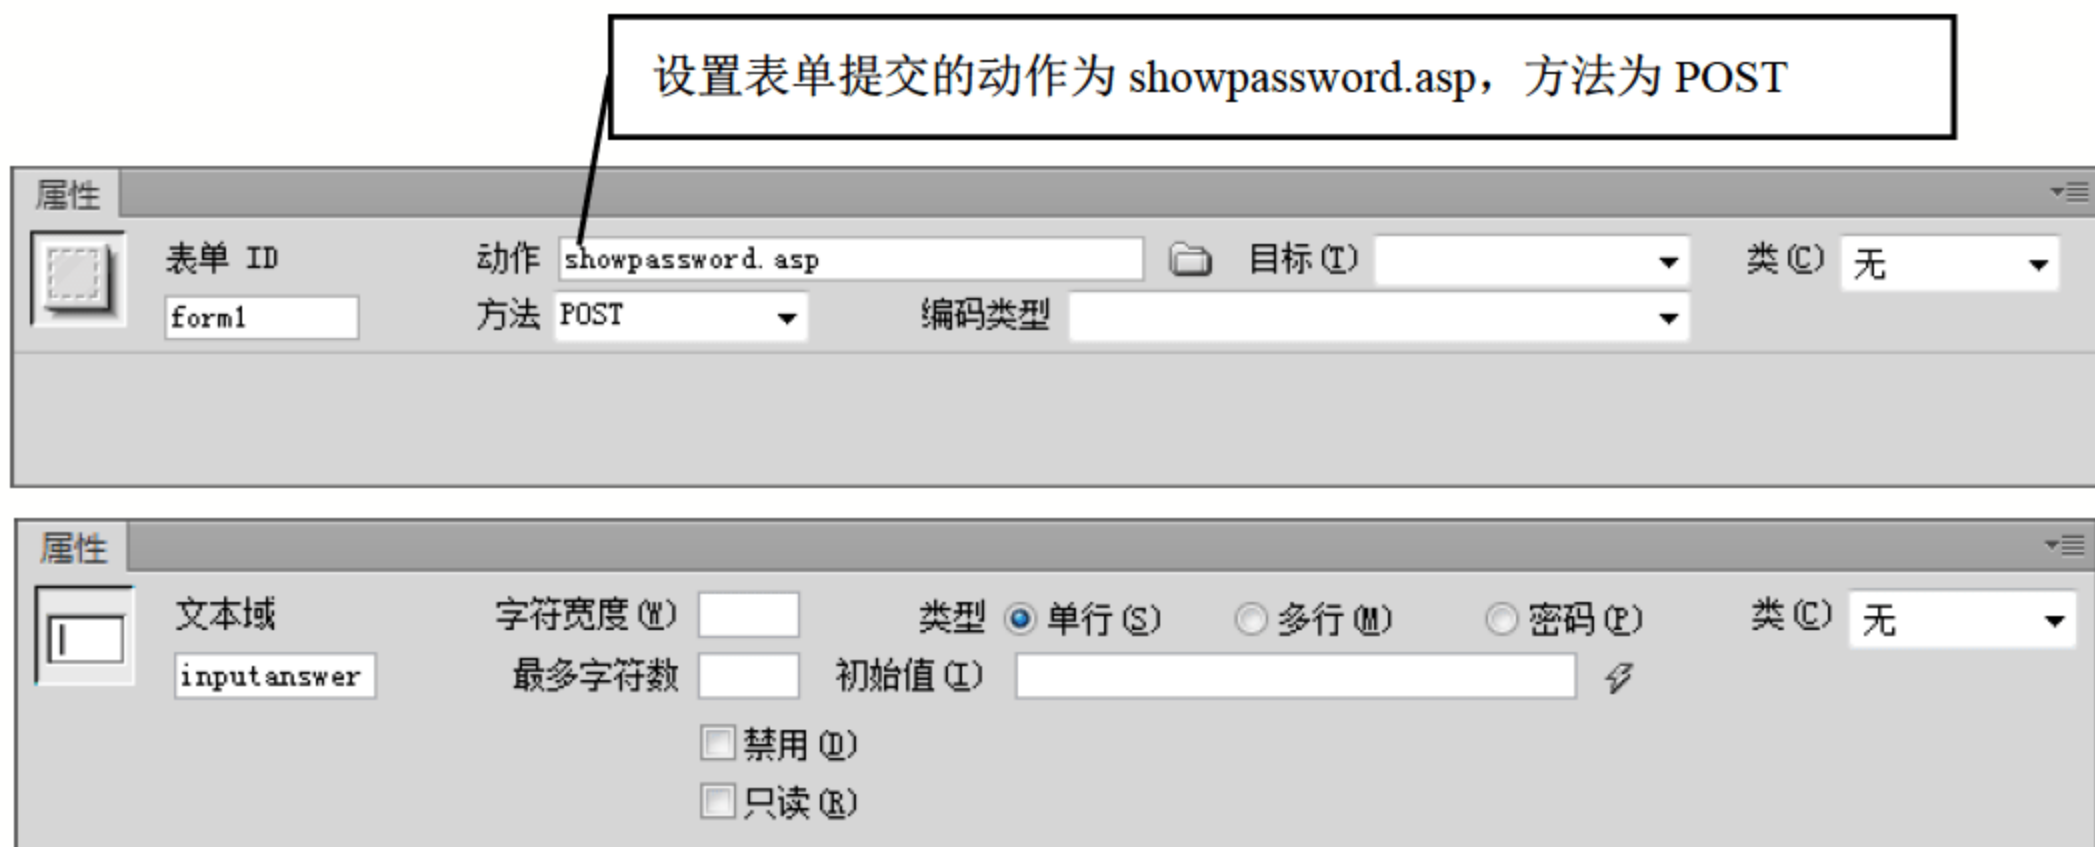 设置表单提交的动作为 showpassword.asp，方法为 POST
属性
表单 ID 动作 showpassword.asp 目标(T) 类(C) 无
form1 方法 POST 编码类型
属性
文本域 字符宽度(W) 类型 单行(S) 多行(M) 密码(P) 类(C) 无
inputanswer 最多字符数 初始值(I)
禁用(D)
只读(R)